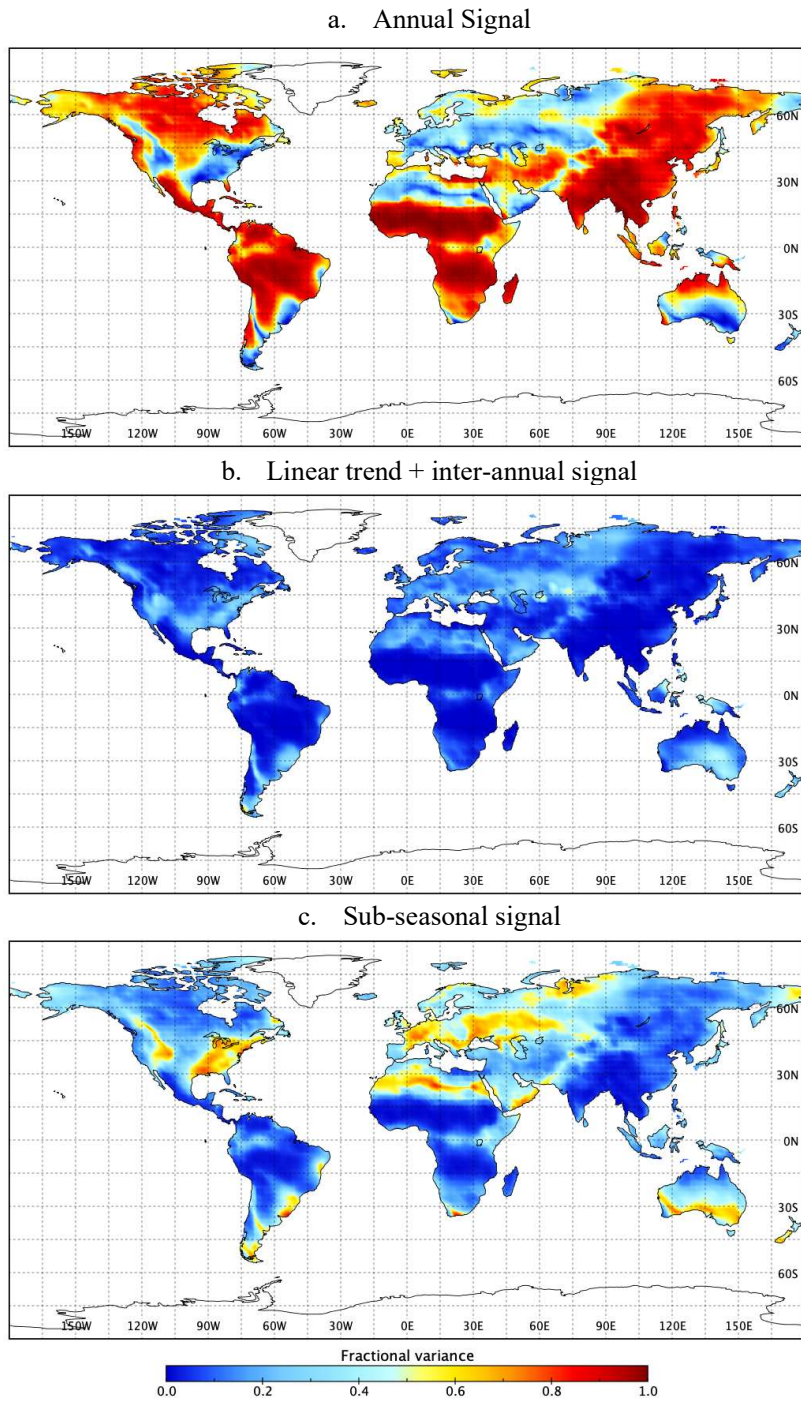 a. Annual Signal
60N
30N
0N
30S
60S
150W 120W 90W 60W 30W 0E 30E 60E 90E 120E 150E
b. Linear trend + inter-annual signal
60N
30N
0N
30S
60S
150W 120W 90W 60W 30W 0E 30E 60E 90E 120E 150E
c. Sub-seasonal signal
60N
30N
0N
30S
60S
150W 120W 90W 60W 30W 0E 30E 60E 90E 120E 150E
Fractional variance
0.0 0.2 0.4 0.6 0.8 1.0